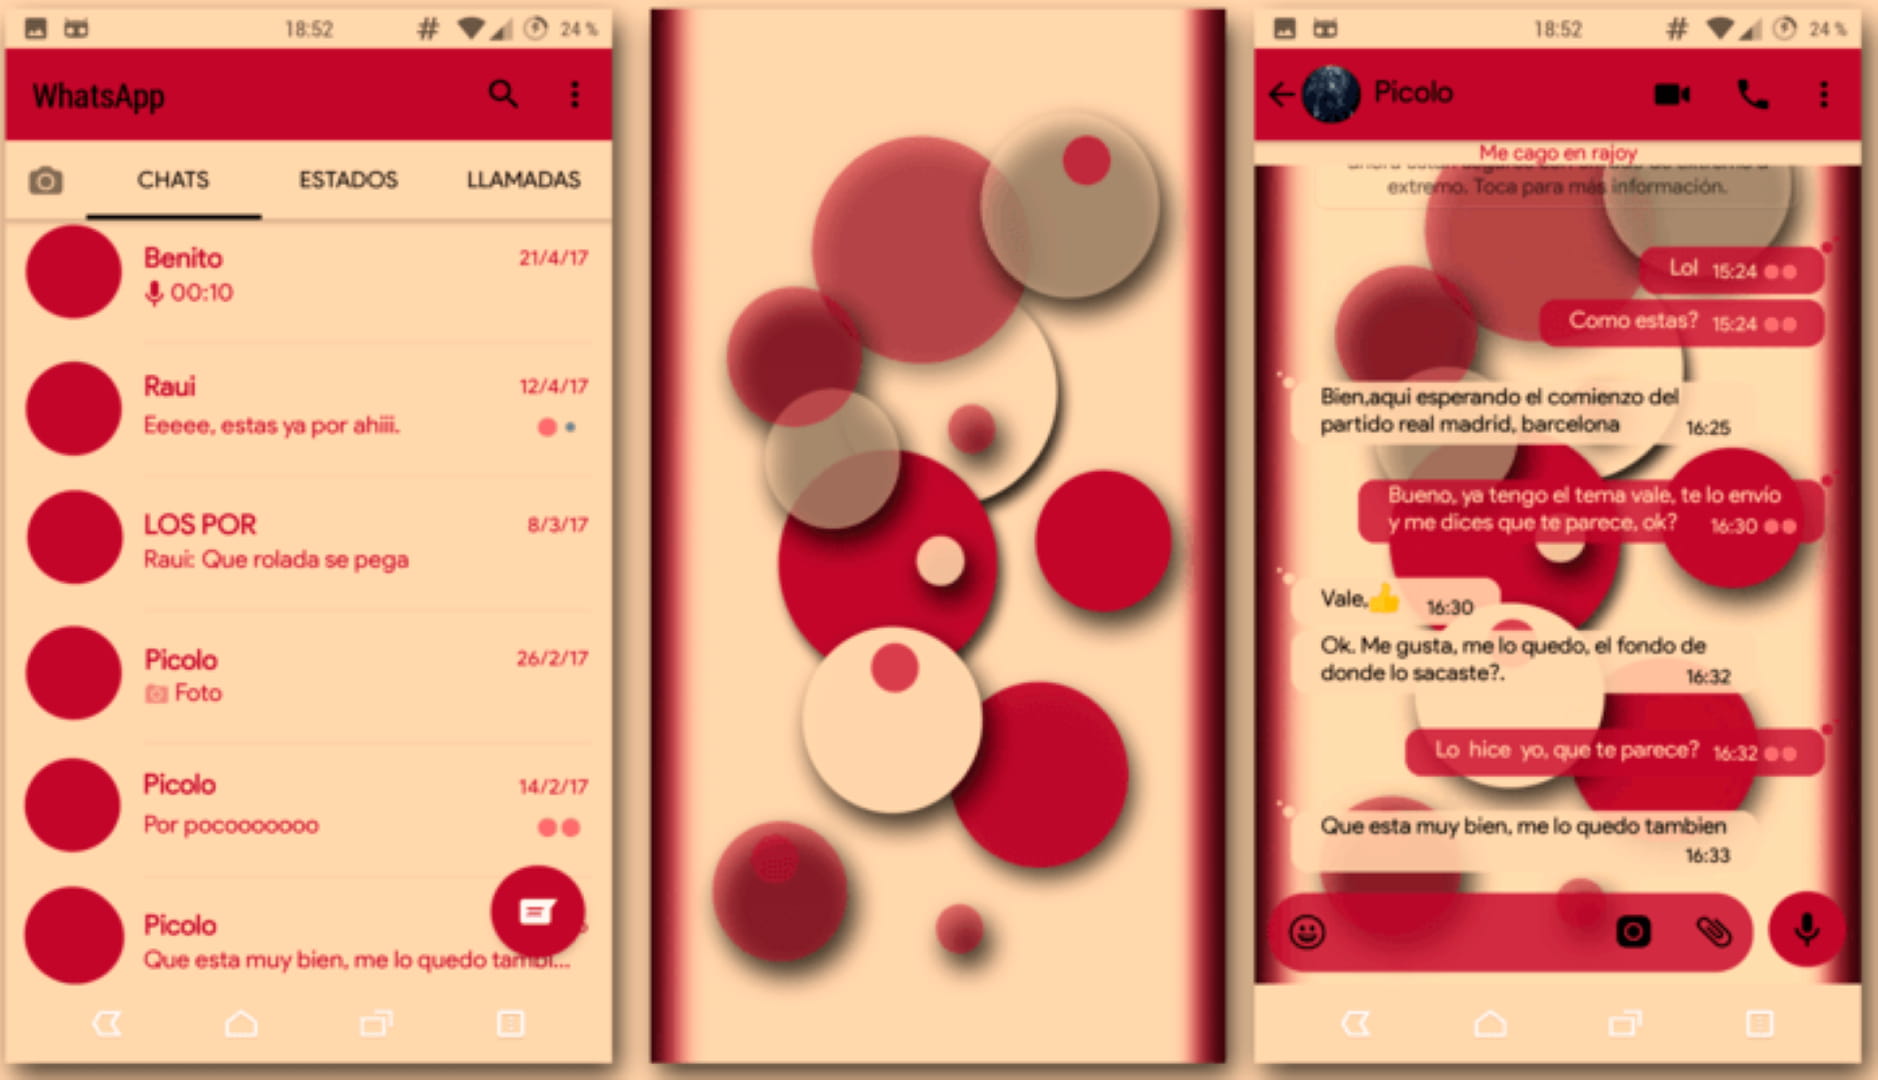 18:52
24 %
WhatsApp
CHATS
ESTADOS
LLAMADAS
Benito
21/4/17
00:10
Raui
12/4/17
Eeeee, estas ya por ahiii.
LOS POR
8/3/17
Raui: Que rolada se pega
Picolo
26/2/17
Foto
Picolo
14/2/17
Por pocoooooooo
Picolo
Que esta muy bien, me lo quedo tambi...
18:52
24 %
Picolo
Me cago en rajoy
extremo. Toca para más información.
Lol 15:24
Como estas? 15:24
Bien,aqui esperando el comienzo del
partido real madrid, barcelona 16:25
Bueno, ya tengo el tema vale, te lo envío
y me dices que te parece, ok? 16:30
Vale,👍 16:30
Ok. Me gusta, me lo quedo, el fondo de
donde lo sacaste?.
16:32
Lo hice yo, que te parece? 16:32
Que esta muy bien, me lo quedo tambien
16:33